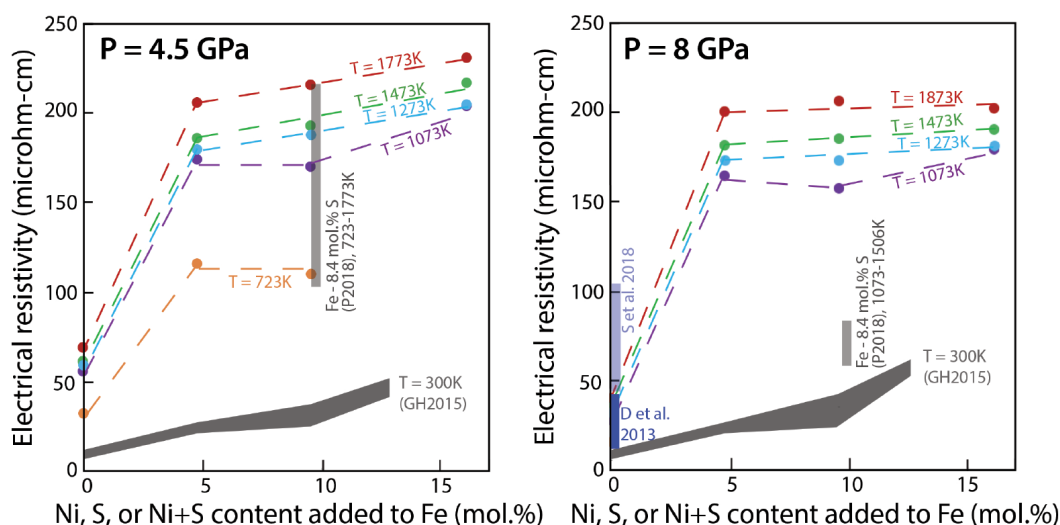 P = 4.5 GPa
Electrical resistivity (microhm-cm)
250
200
150
100
50
0
T = 1773K
T = 1473K
T = 1273K
T = 1073K
T = 723K
Fe - 8.4 mol.% S
(P2018), 723-1773K
T = 300K
(GH2015)
0
5
10
15
Ni, S, or Ni+S content added to Fe (mol.%)
P = 8 GPa
Electrical resistivity (microhm-cm)
250
200
150
100
50
0
T = 1873K
T = 1473K
T = 1273K
T = 1073K
S et al. 2018
D et al.
2013
Fe - 8.4 mol.% S
(P2018), 1073-1506K
T = 300K
(GH2015)
0
5
10
15
Ni, S, or Ni+S content added to Fe (mol.%)